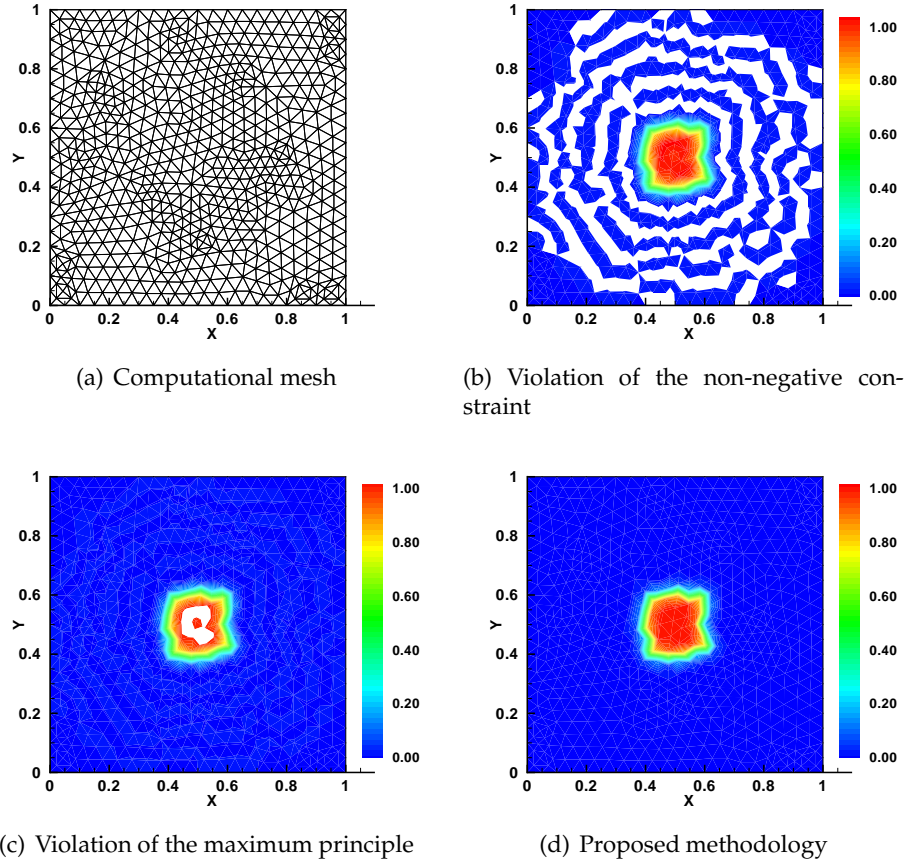 1
0.8
0.6
Y
0.4
0.2
0
0 0.2 0.4 0.6 0.8 1
X
(a) Computational mesh
1
0.8
0.6
Y
0.4
0.2
0
0 0.2 0.4 0.6 0.8 1
X
1.00
0.80
0.60
0.40
0.20
0.00
(b) Violation of the non-negative con-
straint
1
0.8
0.6
Y
0.4
0.2
0
0 0.2 0.4 0.6 0.8 1
X
1.00
0.80
0.60
0.40
0.20
0.00
(c) Violation of the maximum principle
1
0.8
0.6
Y
0.4
0.2
0
0 0.2 0.4 0.6 0.8 1
X
1.00
0.80
0.60
0.40
0.20
0.00
(d) Proposed methodology